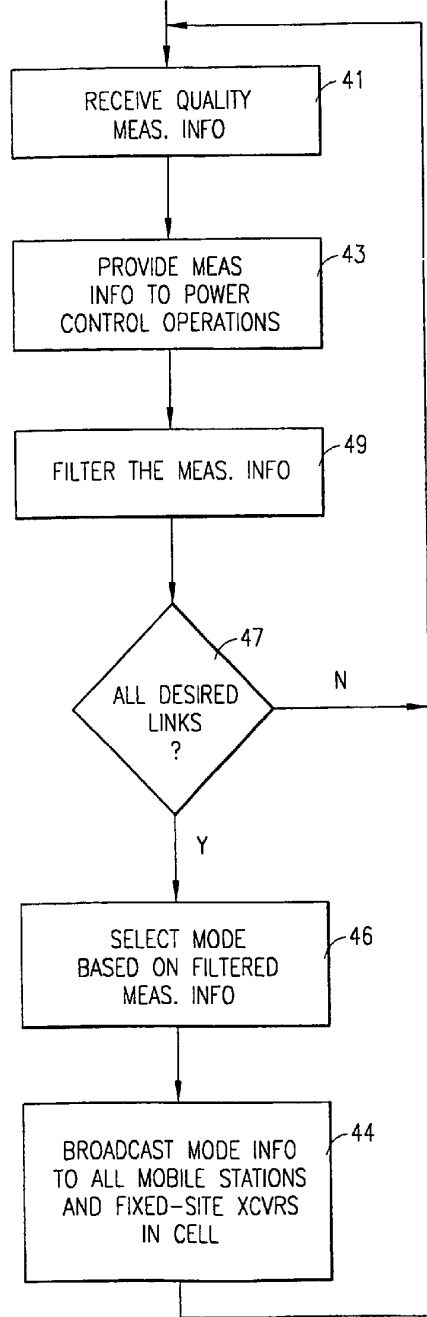 41
RECEIVE QUALITY
MEAS. INFO
43
PROVIDE MEAS
INFO TO POWER
CONTROL OPERATIONS
49
FILTER THE MEAS. INFO
47
ALL DESIRED
LINKS
?
N
Y
46
SELECT MODE
BASED ON FILTERED
MEAS. INFO
44
BROADCAST MODE INFO
TO ALL MOBILE STATIONS
AND FIXED-SITE XCVRS
IN CELL